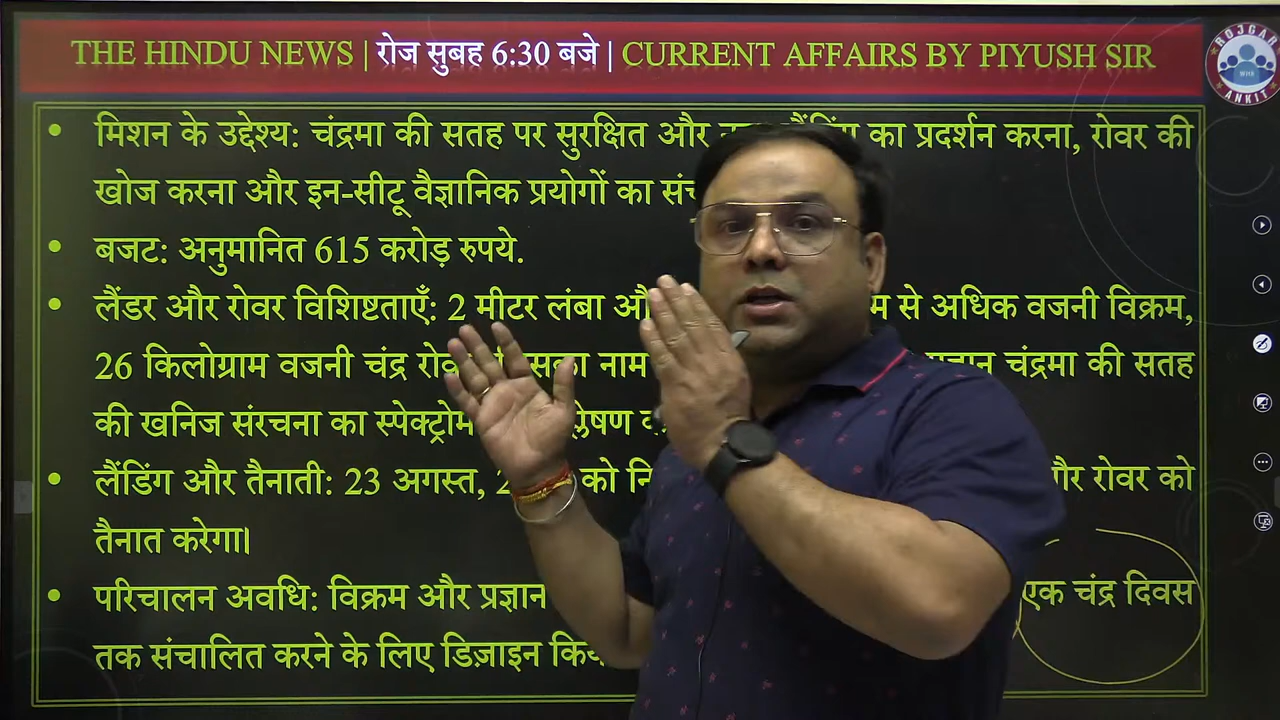 THE HINDU NEWS | रोज सुबह 6:30 बजे | CURRENT AFFAIRS BY PIYUSH SIR
ROJGAR
WITH
ANKIT
• मिशन के उद्देश्य: चंद्रमा की सतह पर सुरक्षित और का प्रदर्शन करना, रोवर की
खोज करना और इन-सीटू वैज्ञानिक प्रयोगों का
• बजट: अनुमानित 615 करोड़ रुपये.
• लैंडर और रोवर विशिष्टताएँ: 2 मीटर लंबा से अधिक वजनी विक्रम,
26 किलोग्राम वजनी चंद्र नाम चंद्रमा की सतह
की खनिज संरचना का
• लैंडिंग और तैनाती: 23 अगस्त, को रोवर को
तैनात करेगा।
• परिचालन अवधि: विक्रम और प्रज्ञान एक चंद्र दिवस
तक संचालित करने के लिए डिज़ाइन